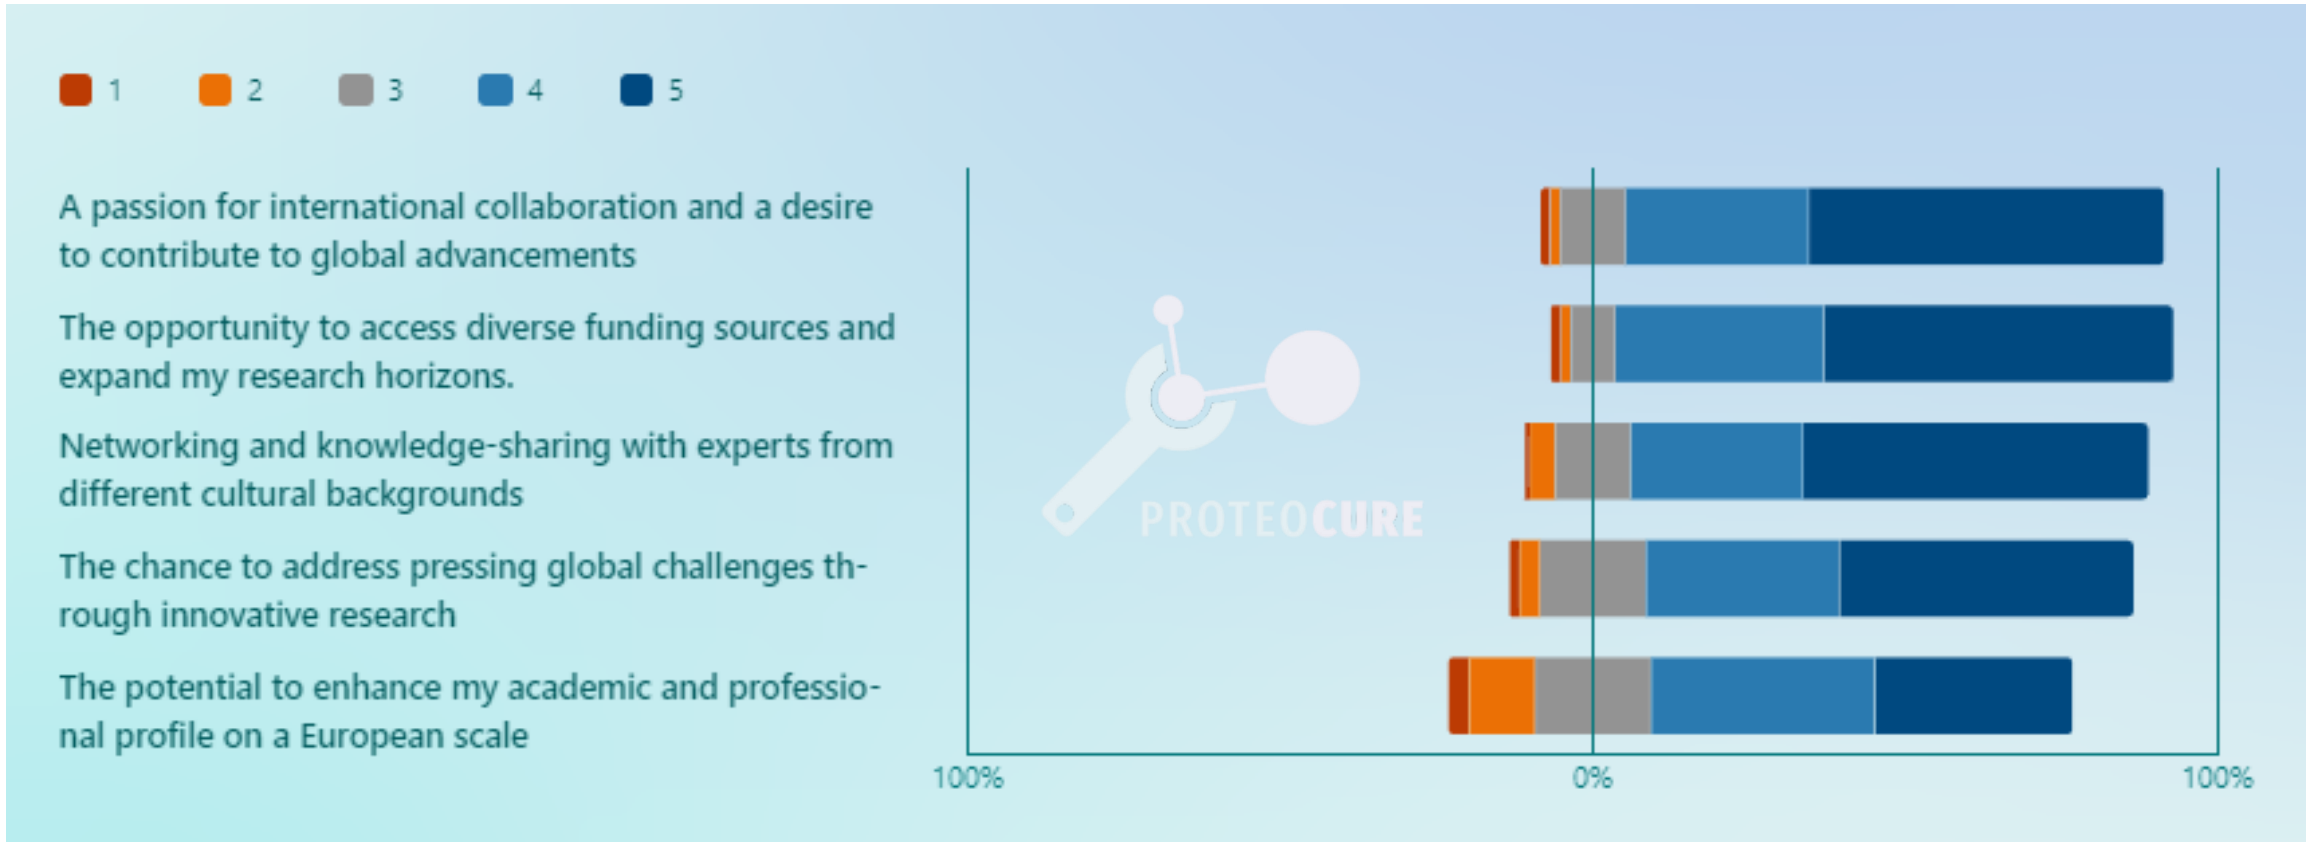 1 2 3 4 5
A passion for international collaboration and a desire
to contribute to global advancements
The opportunity to access diverse funding sources and
expand my research horizons.
Networking and knowledge-sharing with experts from
different cultural backgrounds
The chance to address pressing global challenges th-
rough innovative research
The potential to enhance my academic and professio-
nal profile on a European scale
PROTEOCURE
100% 0% 100%